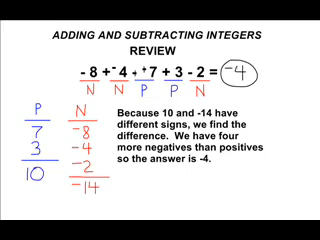 ADDING AND SUBTRACTING INTEGERS
REVIEW
- 8 + -4 + +7 + 3 - 2 = -4
N N P P N
P N
7 -8
3 -4
10 -2
-14
Because 10 and -14 have
different signs, we find the
difference. We have four
more negatives than positives
so the answer is -4.